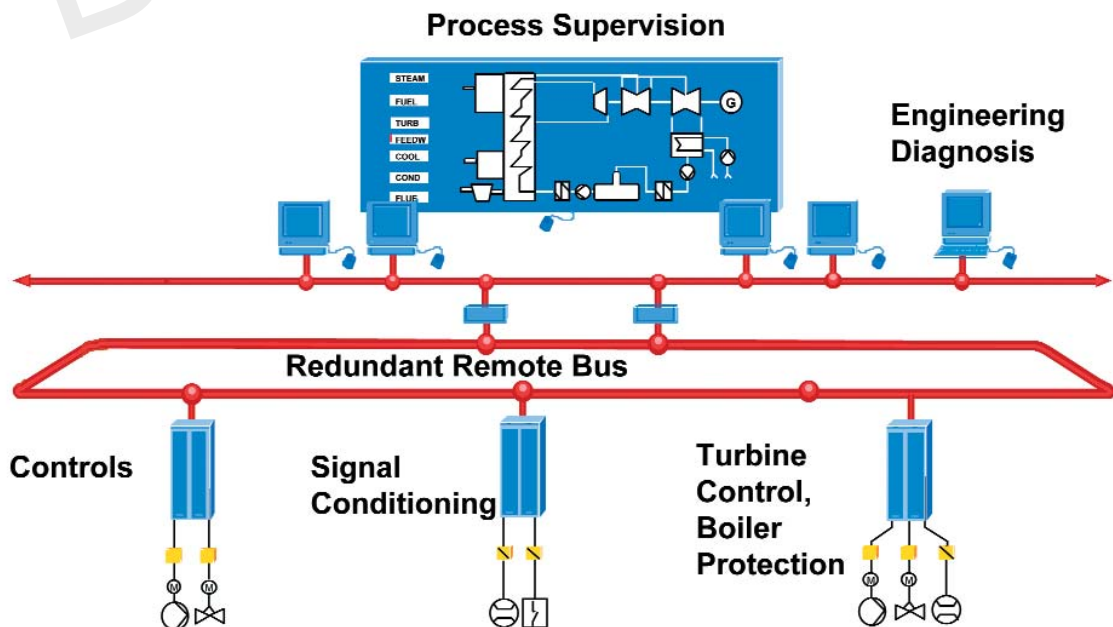 Process Supervision
STEAM
FUEL
TURB
FEEDW
COOL
COND
FLUE
G
Engineering
Diagnosis
Redundant Remote Bus
Controls
Signal
Conditioning
Turbine
Control,
Boiler
Protection
M
M
M
M